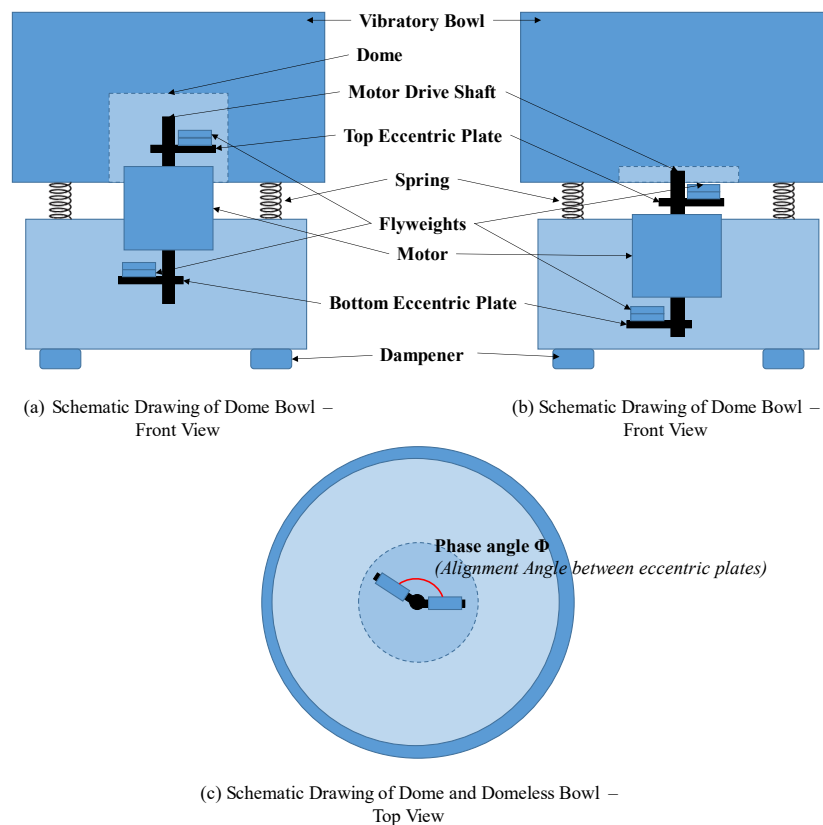 Vibratory Bowl
Dome
Motor Drive Shaft
Top Eccentric Plate
Spring
Flyweights
Motor
Bottom Eccentric Plate
Dampener
(a) Schematic Drawing of Dome Bowl –
Front View
(b) Schematic Drawing of Dome Bowl –
Front View
Phase angle Φ
(Alignment Angle between eccentric plates)
(c) Schematic Drawing of Dome and Domeless Bowl –
Top View